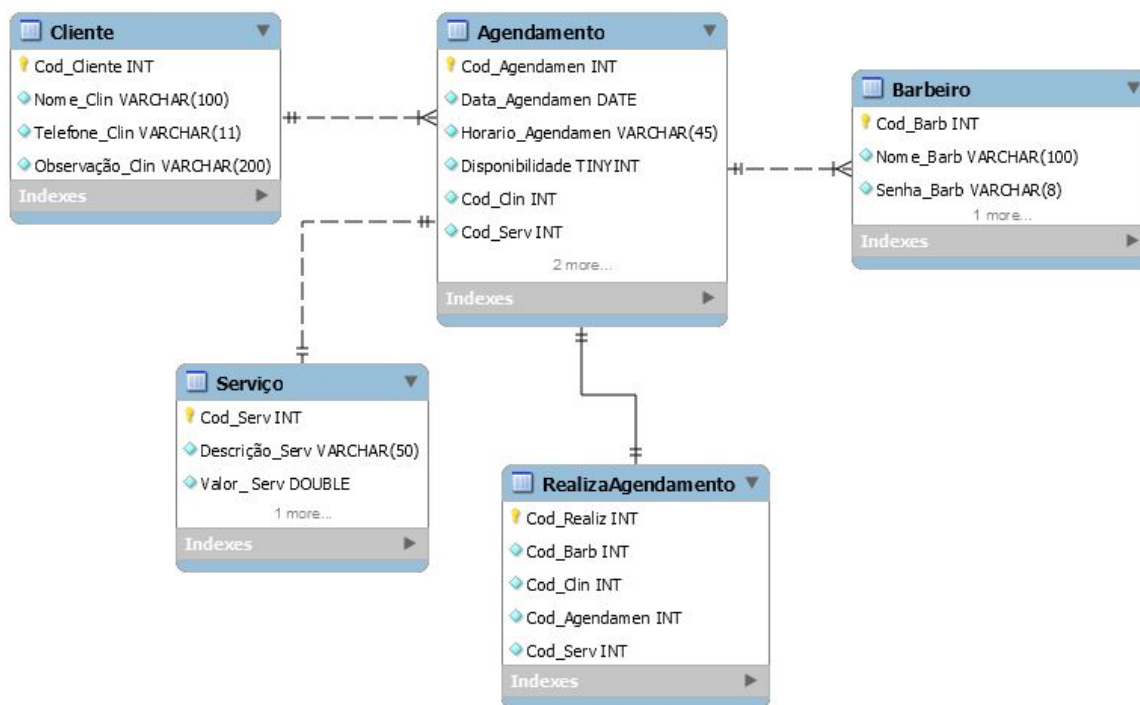 Cliente
Cod_Cliente INT
Nome_Clin VARCHAR(100)
Telefone_Clin VARCHAR(11)
Observação_Clin VARCHAR(200)
Indexes
Agendamento
Cod_Agendamen INT
Data_Agendamen DATE
Horario_Agendamen VARCHAR(45)
Disponibilidade TINYINT
Cod_Clin INT
Cod_Serv INT
2 more...
Indexes
Barbeiro
Cod_Barb INT
Nome_Barb VARCHAR(100)
Senha_Barb VARCHAR(8)
1 more...
Indexes
Serviço
Cod_Serv INT
Descrição_Serv VARCHAR(50)
Valor_ Serv DOUBLE
1 more...
Indexes
RealizaAgendamento
Cod_Realiz INT
Cod_Barb INT
Cod_Clin INT
Cod_Agendamen INT
Cod_Serv INT
Indexes